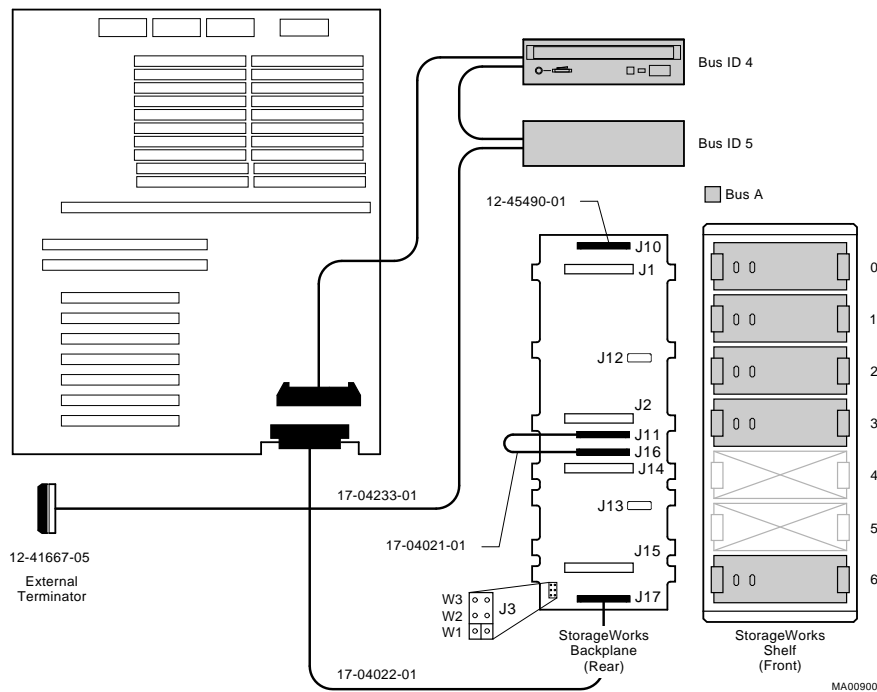 Bus ID 4
Bus ID 5
Bus A
12-45490-01
J10
J1
J12
J2
J11
J16
J14
J13
J15
J17
17-04233-01
17-04021-01
12-41667-05
External
Terminator
W3
W2
W1
J3
17-04022-01
StorageWorks
Backplane
(Rear)
0
1
2
3
4
5
6
StorageWorks
Shelf
(Front)
MA00900